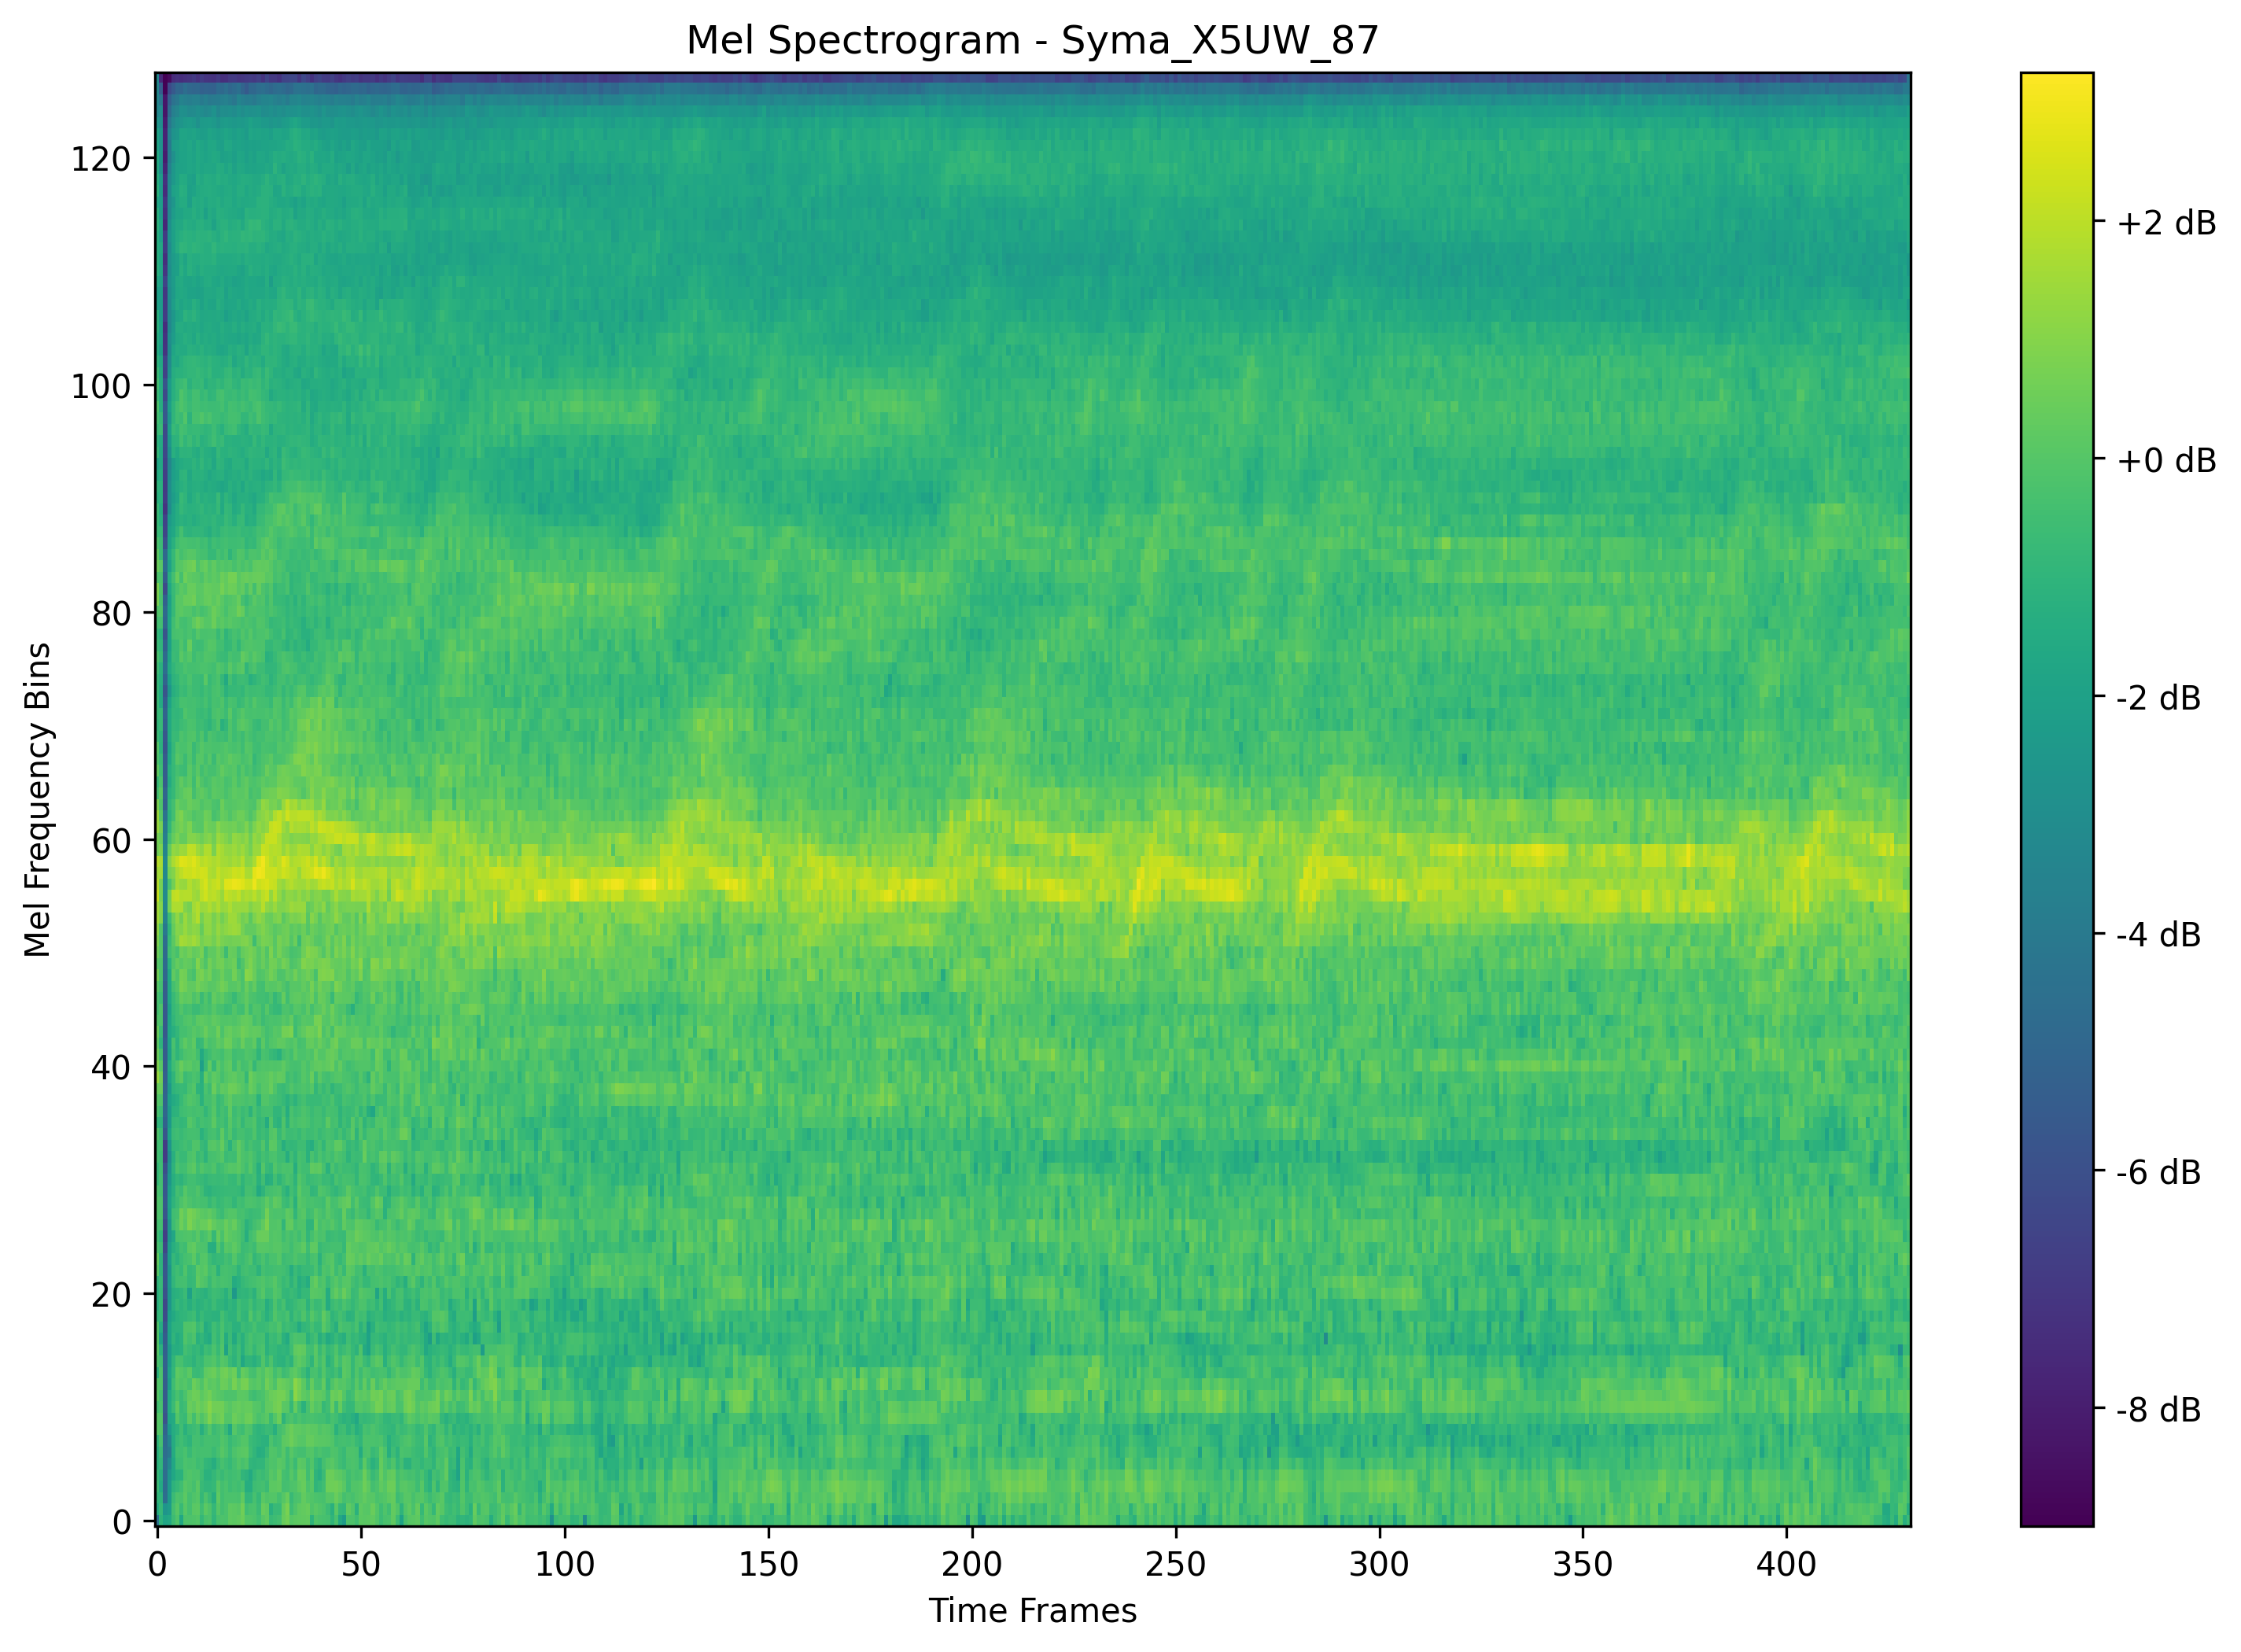 Mel Spectrogram - Syma_X5UW_87
Mel Frequency Bins
120
100
80
60
40
20
0
0 50 100 150 200 250 300 350 400
Time Frames
+2 dB
+0 dB
-2 dB
-4 dB
-6 dB
-8 dB